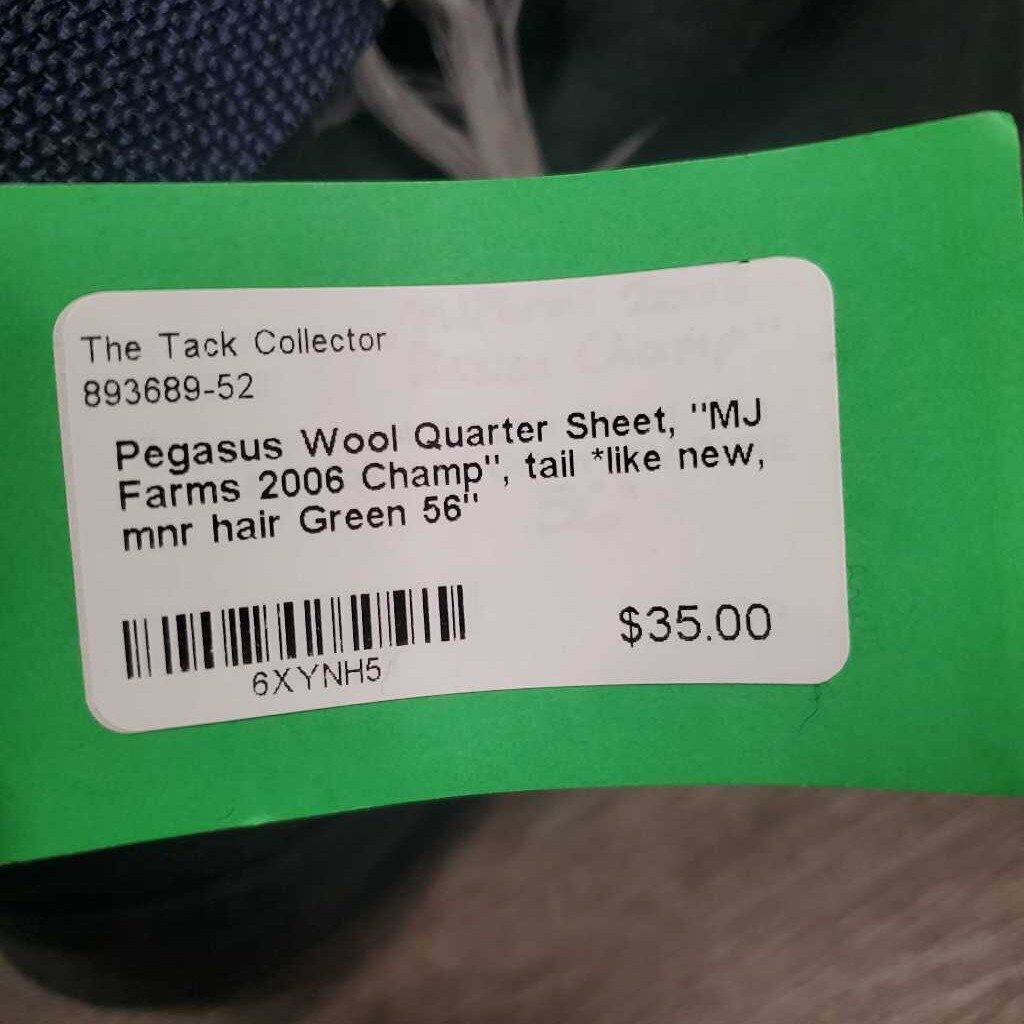 The Tack Collector
893689-52
Pegasus Wool Quarter Sheet, "MJ
Farms 2006 Champ", tail *like new,
mnr hair Green 56"
6XYNH5
$35.00